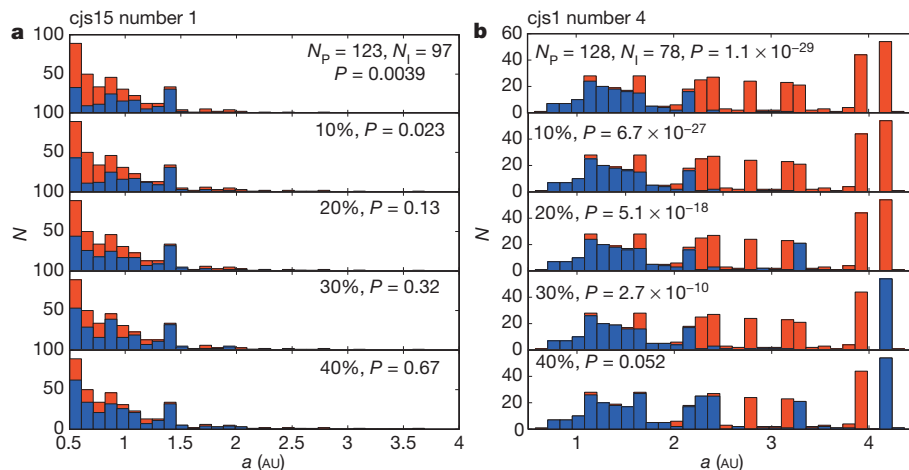 a
cjs15 number 1
100
N_P = 123, N_I = 97
P = 0.0039
50
100
10%, P = 0.023
50
100
20%, P = 0.13
N
50
100
30%, P = 0.32
50
100
40%, P = 0.67
50
0
0.5 1 1.5 2 2.5 3 3.5 4
a (AU)
b
cjs1 number 4
60
N_P = 128, N_I = 78, P = 1.1 × 10⁻²⁹
40
20
0
10%, P = 6.7 × 10⁻²⁷
40
20
0
20%, P = 5.1 × 10⁻¹⁸
N
40
20
0
30%, P = 2.7 × 10⁻¹⁰
40
20
0
40%, P = 0.052
40
20
0
1 2 3 4
a (AU)